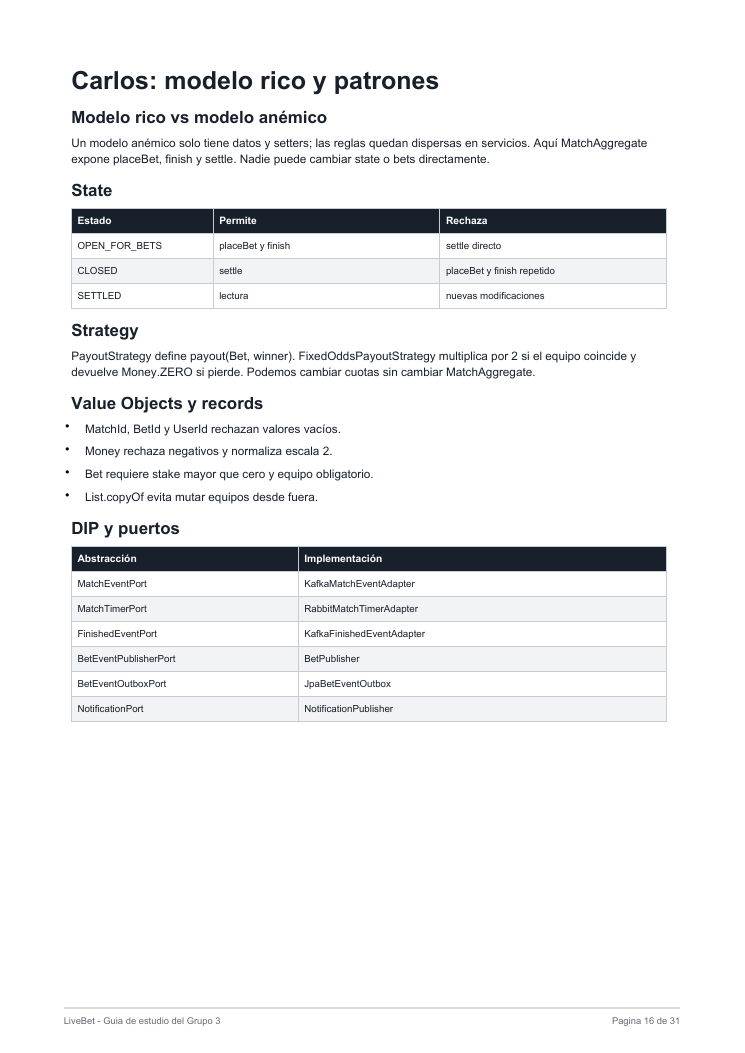 Carlos: modelo rico y patrones
Modelo rico vs modelo anémico
Un modelo anémico solo tiene datos y setters; las reglas quedan dispersas en servicios. Aquí MatchAggregate
expone placeBet, finish y settle. Nadie puede cambiar state o bets directamente.
State
Estado Permite Rechaza
OPEN_FOR_BETS placeBet y finish settle directo
CLOSED settle placeBet y finish repetido
SETTLED lectura nuevas modificaciones
Strategy
PayoutStrategy define payout(Bet, winner). FixedOddsPayoutStrategy multiplica por 2 si el equipo coincide y
devuelve Money.ZERO si pierde. Podemos cambiar cuotas sin cambiar MatchAggregate.
Value Objects y records
• MatchId, BetId y UserId rechazan valores vacíos.
• Money rechaza negativos y normaliza escala 2.
• Bet requiere stake mayor que cero y equipo obligatorio.
• List.copyOf evita mutar equipos desde fuera.
DIP y puertos
Abstracción Implementación
MatchEventPort KafkaMatchEventAdapter
MatchTimerPort RabbitMatchTimerAdapter
FinishedEventPort KafkaFinishedEventAdapter
BetEventPublisherPort BetPublisher
BetEventOutboxPort JpaBetEventOutbox
NotificationPort NotificationPublisher
LiveBet - Guia de estudio del Grupo 3 Pagina 16 de 31